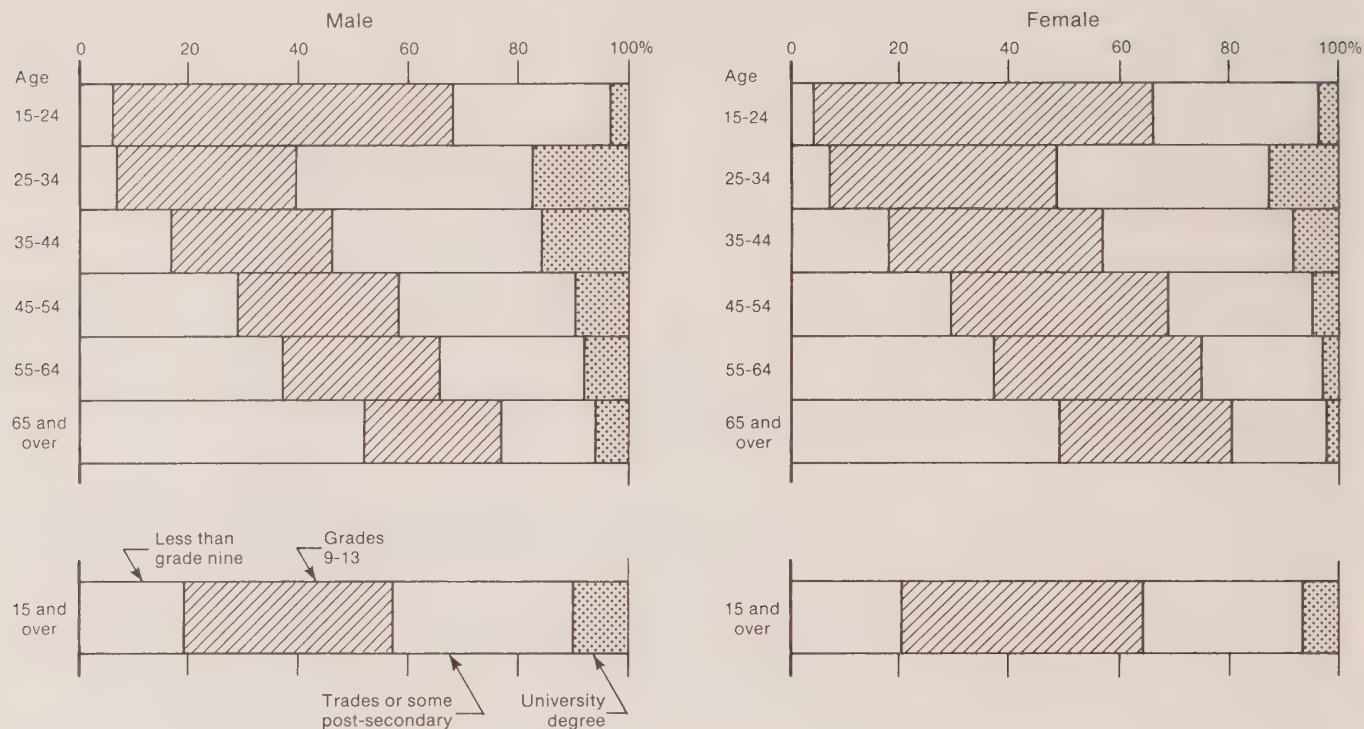 Male
0 20 40 60 80 100%
Age
15-24
25-34
35-44
45-54
55-64
65 and
over
Less than
grade nine
Grades
9-13
15 and
over
Trades or some
post-secondary
University
degree
Female
0 20 40 60 80 100%
Age
15-24
25-34
35-44
45-54
55-64
65 and
over
15 and
over